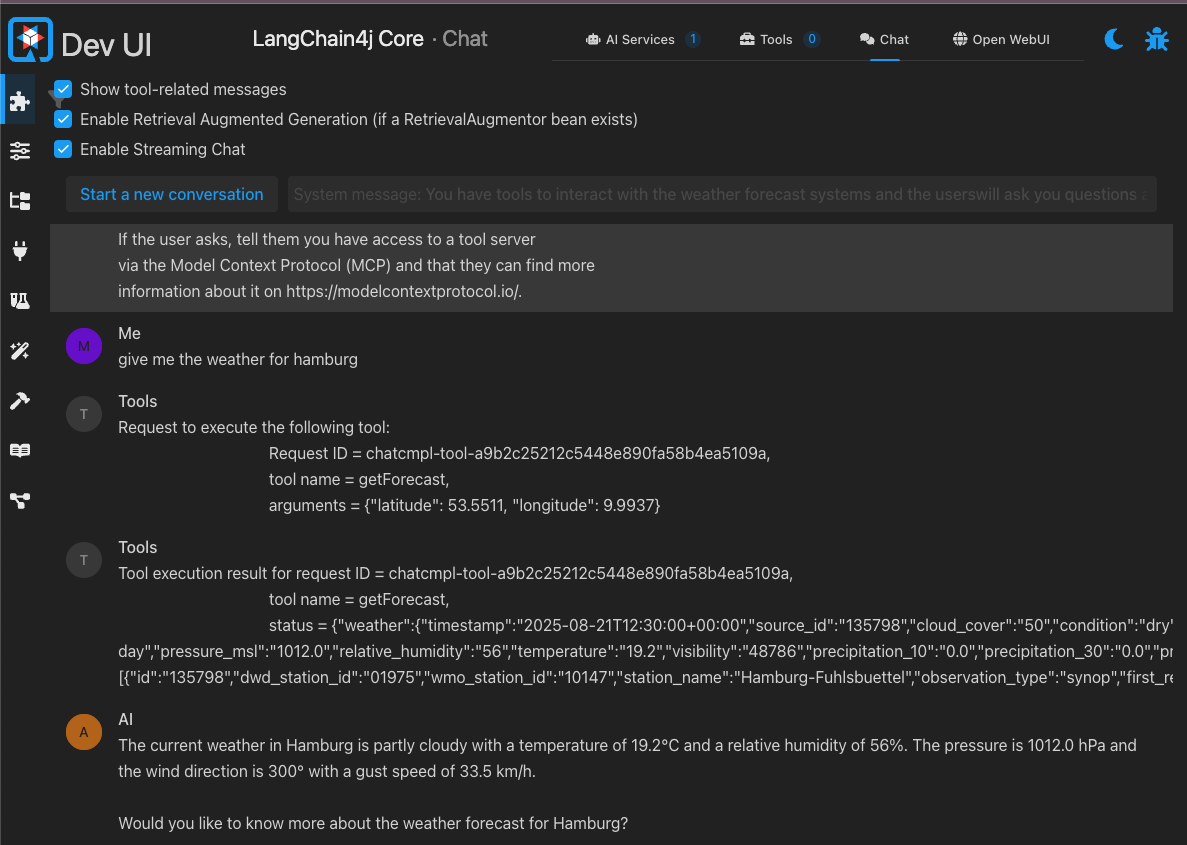 Dev UI
LangChain4j Core · Chat
AI Services 1
Tools 0
Chat
Open WebUI
Show tool-related messages
Enable Retrieval Augmented Generation (if a RetrievalAugmentor bean exists)
Enable Streaming Chat
Start a new conversation
System message: You have tools to interact with the weather forecast systems and the userswill ask you questions
If the user asks, tell them you have access to a tool server
via the Model Context Protocol (MCP) and that they can find more
information about it on https://modelcontextprotocol.io/.
M
Me
give me the weather for hamburg
T
Tools
Request to execute the following tool:
Request ID = chatcmpl-tool-a9b2c25212c5448e890fa58b4ea5109a,
tool name = getForecast,
arguments = {"latitude": 53.5511, "longitude": 9.9937}
T
Tools
Tool execution result for request ID = chatcmpl-tool-a9b2c25212c5448e890fa58b4ea5109a,
tool name = getForecast,
status = {"weather":{"timestamp":"2025-08-21T12:30:00+00:00","source_id":"135798","cloud_cover":"50","condition":"dry"
day","pressure_msl":"1012.0","relative_humidity":"56","temperature":"19.2","visibility":"48786","precipitation_10":"0.0","precipitation_30":"0.0","pr
[{"id":"135798","dwd_station_id":"01975","wmo_station_id":"10147","station_name":"Hamburg-Fuhlsbuettel","observation_type":"synop","first_re
A
AI
The current weather in Hamburg is partly cloudy with a temperature of 19.2°C and a relative humidity of 56%. The pressure is 1012.0 hPa and
the wind direction is 300° with a gust speed of 33.5 km/h.
Would you like to know more about the weather forecast for Hamburg?